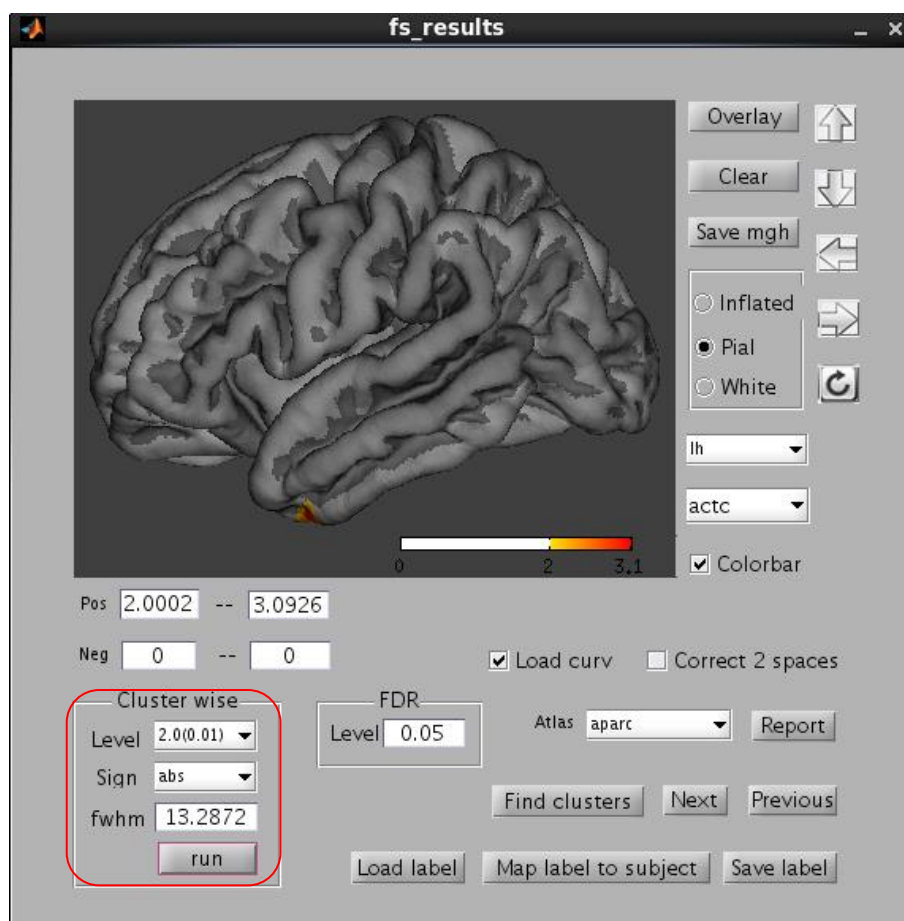 fs_results
Overlay
Clear
Save mgh
Inflated
Pial
White
lh
actc
0 2 3.1
Colorbar
Pos 2.0002 -- 3.0926
Neg 0 -- 0
Load curv Correct 2 spaces
Cluster wise
Level 2.0(0.01)
Sign abs
fwhm 13.2872
run
FDR
Level 0.05
Atlas aparc Report
Find clusters Next Previous
Load label Map label to subject Save label